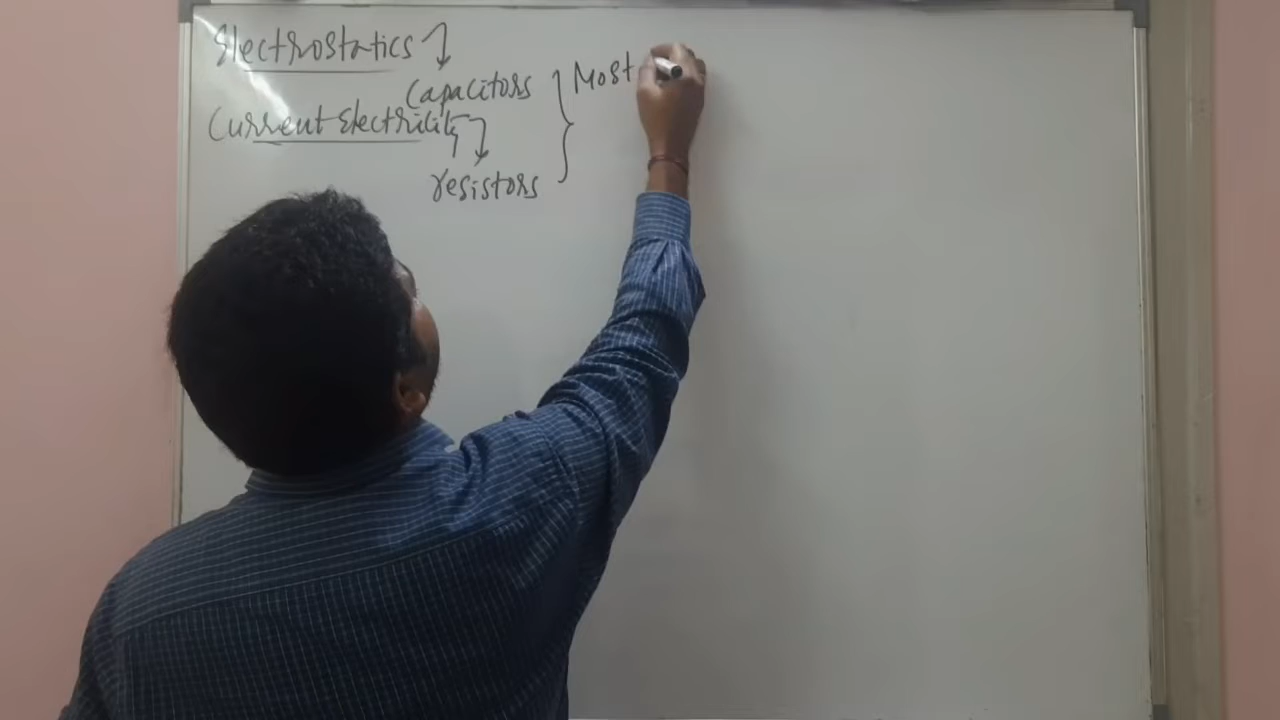 Electrostatics
Capacitors
Most
Current Electricity
resistors